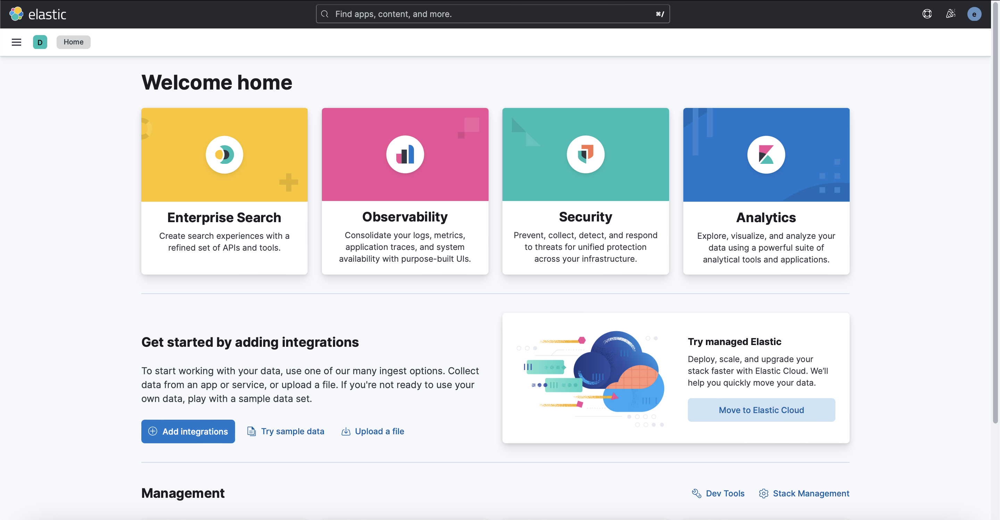 elastic
Find apps, content, and more.
⌘/
e
D
Home
Welcome home
Enterprise Search
Create search experiences with a
refined set of APIs and tools.
Observability
Consolidate your logs, metrics,
application traces, and system
availability with purpose-built UIs.
Security
Prevent, collect, detect, and respond
to threats for unified protection
across your infrastructure.
Analytics
Explore, visualize, and analyze your
data using a powerful suite of
analytical tools and applications.
Get started by adding integrations
To start working with your data, use one of our many ingest options. Collect
data from an app or service, or upload a file. If you're not ready to use your
own data, play with a sample data set.
Add integrations
Try sample data
Upload a file
Try managed Elastic
Deploy, scale, and upgrade your
stack faster with Elastic Cloud. We’ll
help you quickly move your data.
Move to Elastic Cloud
Management
Dev Tools
Stack Management